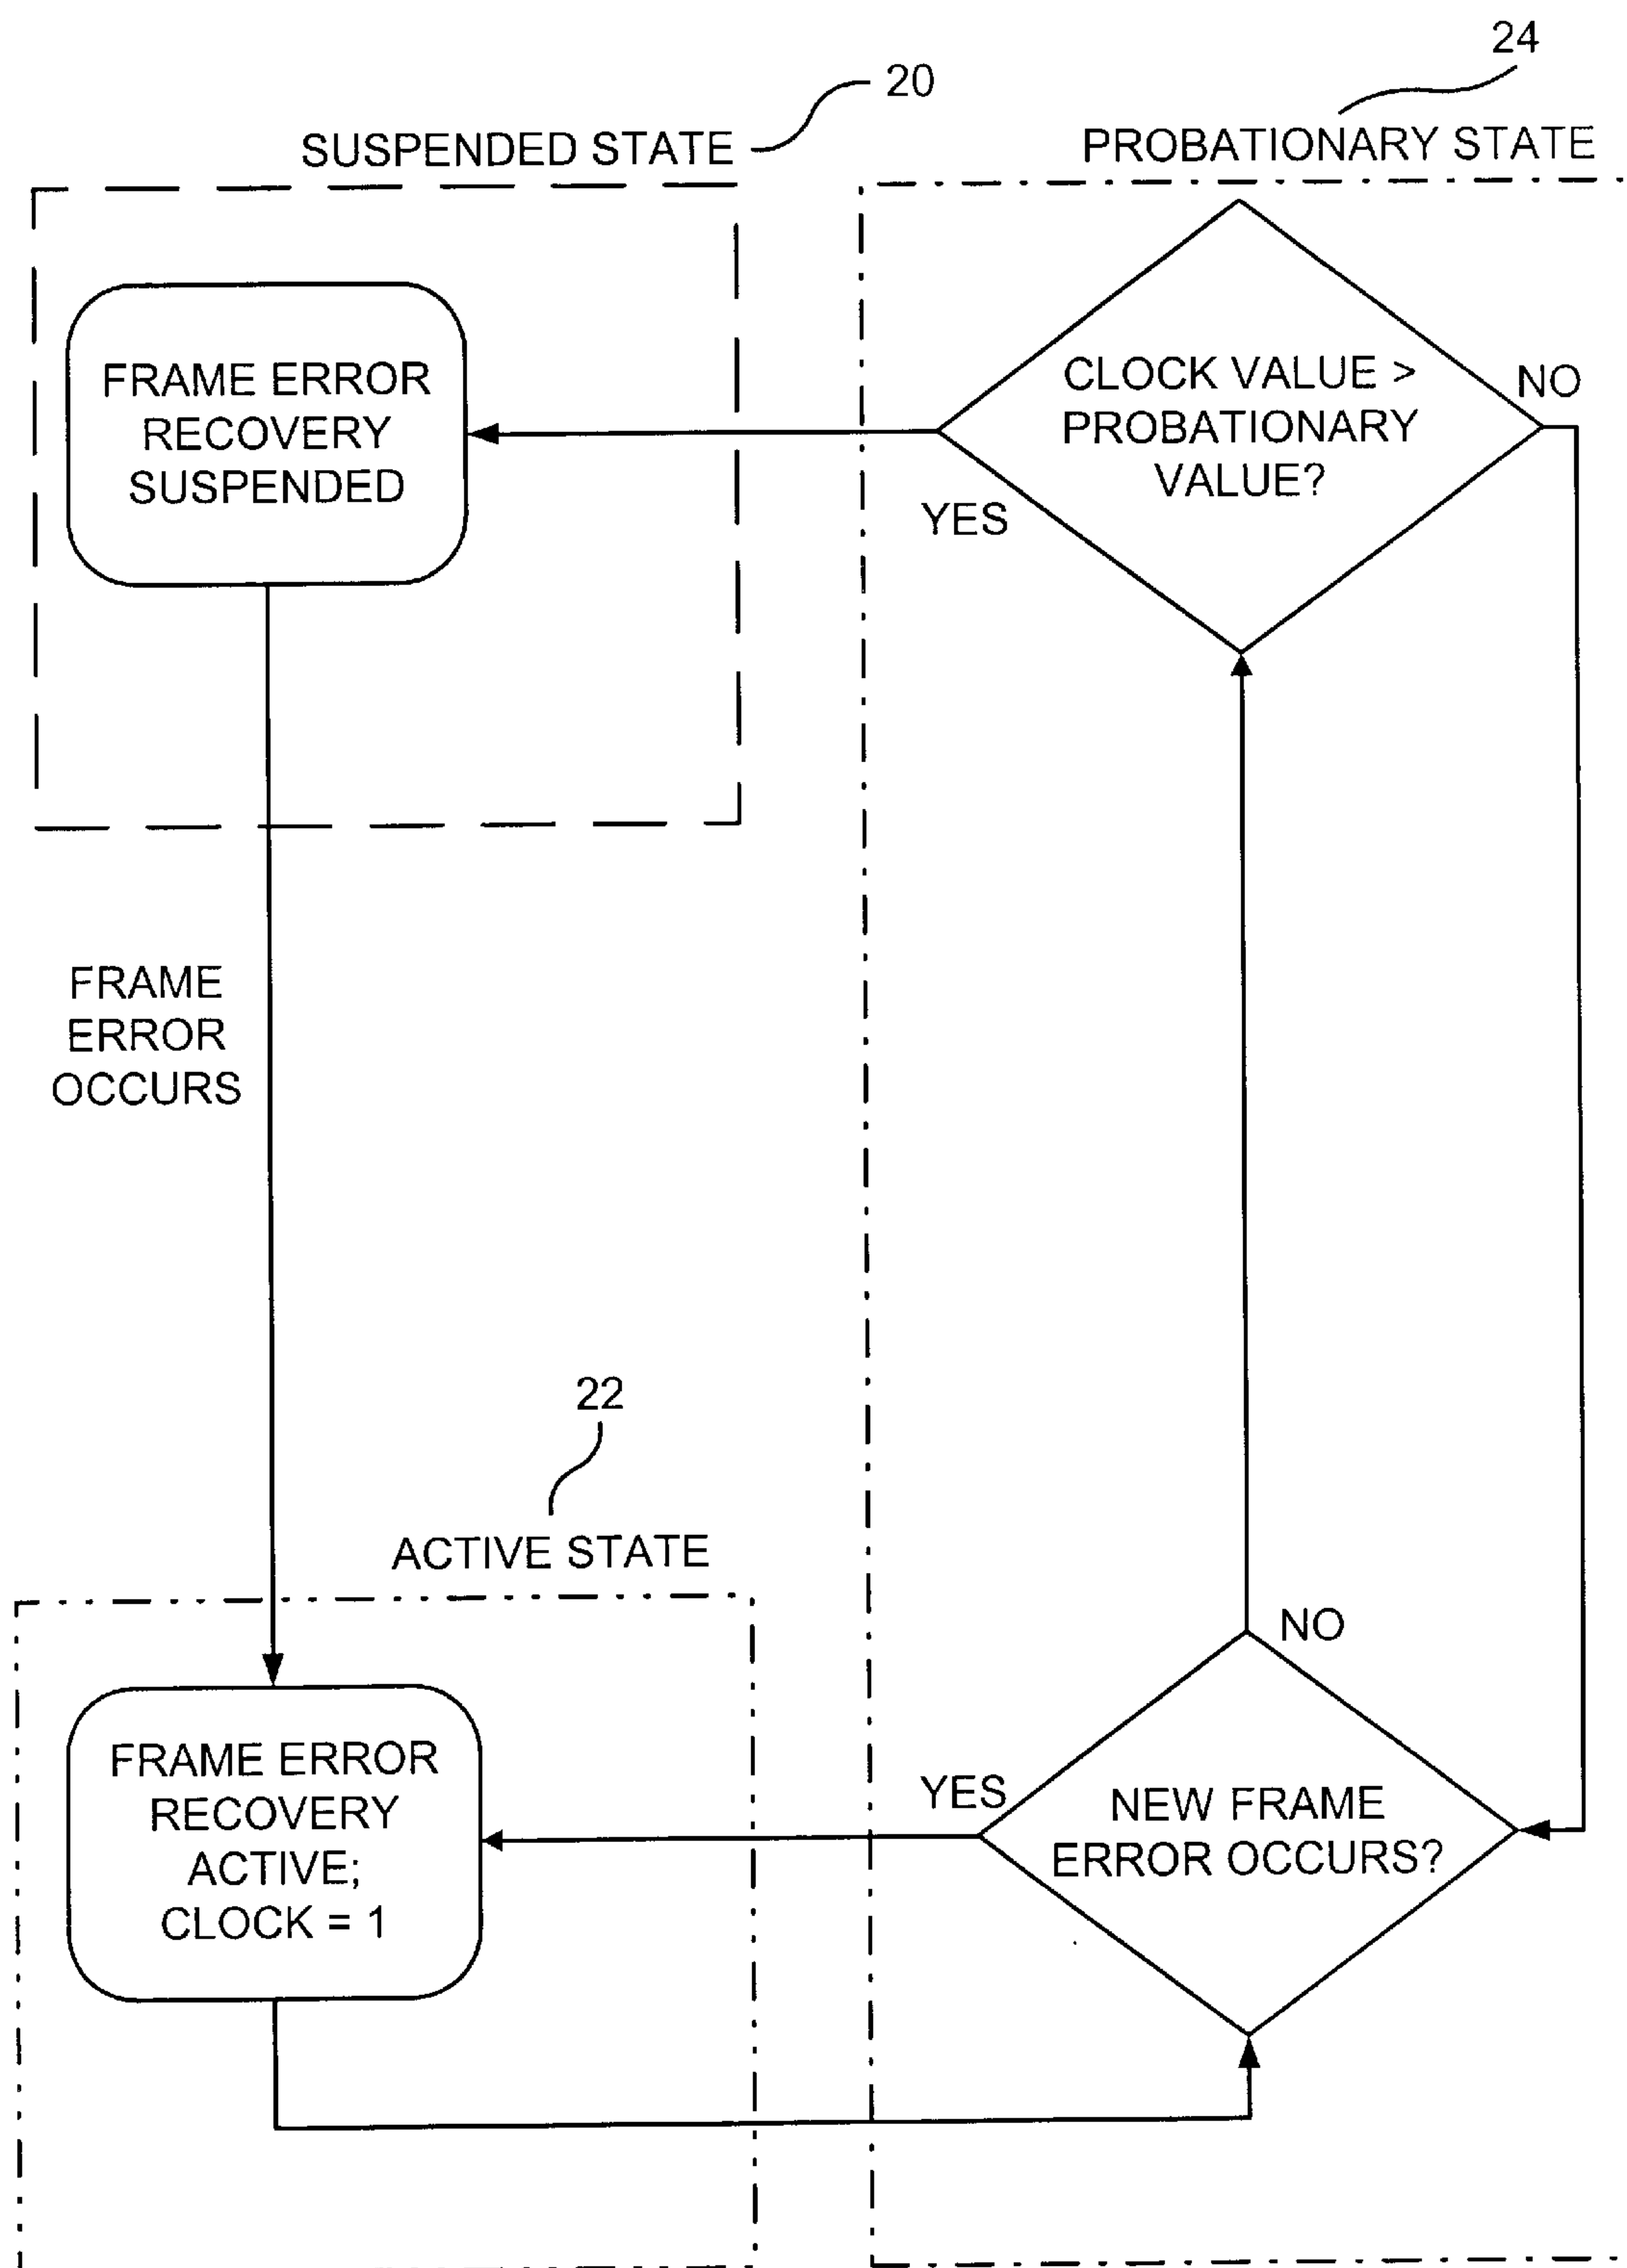 24
20
SUSPENDED STATE
PROBATIONARY STATE
FRAME ERROR
RECOVERY
SUSPENDED
CLOCK VALUE >
PROBATIONARY
VALUE?
NO
YES
FRAME
ERROR
OCCURS
22
ACTIVE STATE
NO
FRAME ERROR
RECOVERY
ACTIVE;
CLOCK = 1
YES
NEW FRAME
ERROR OCCURS?